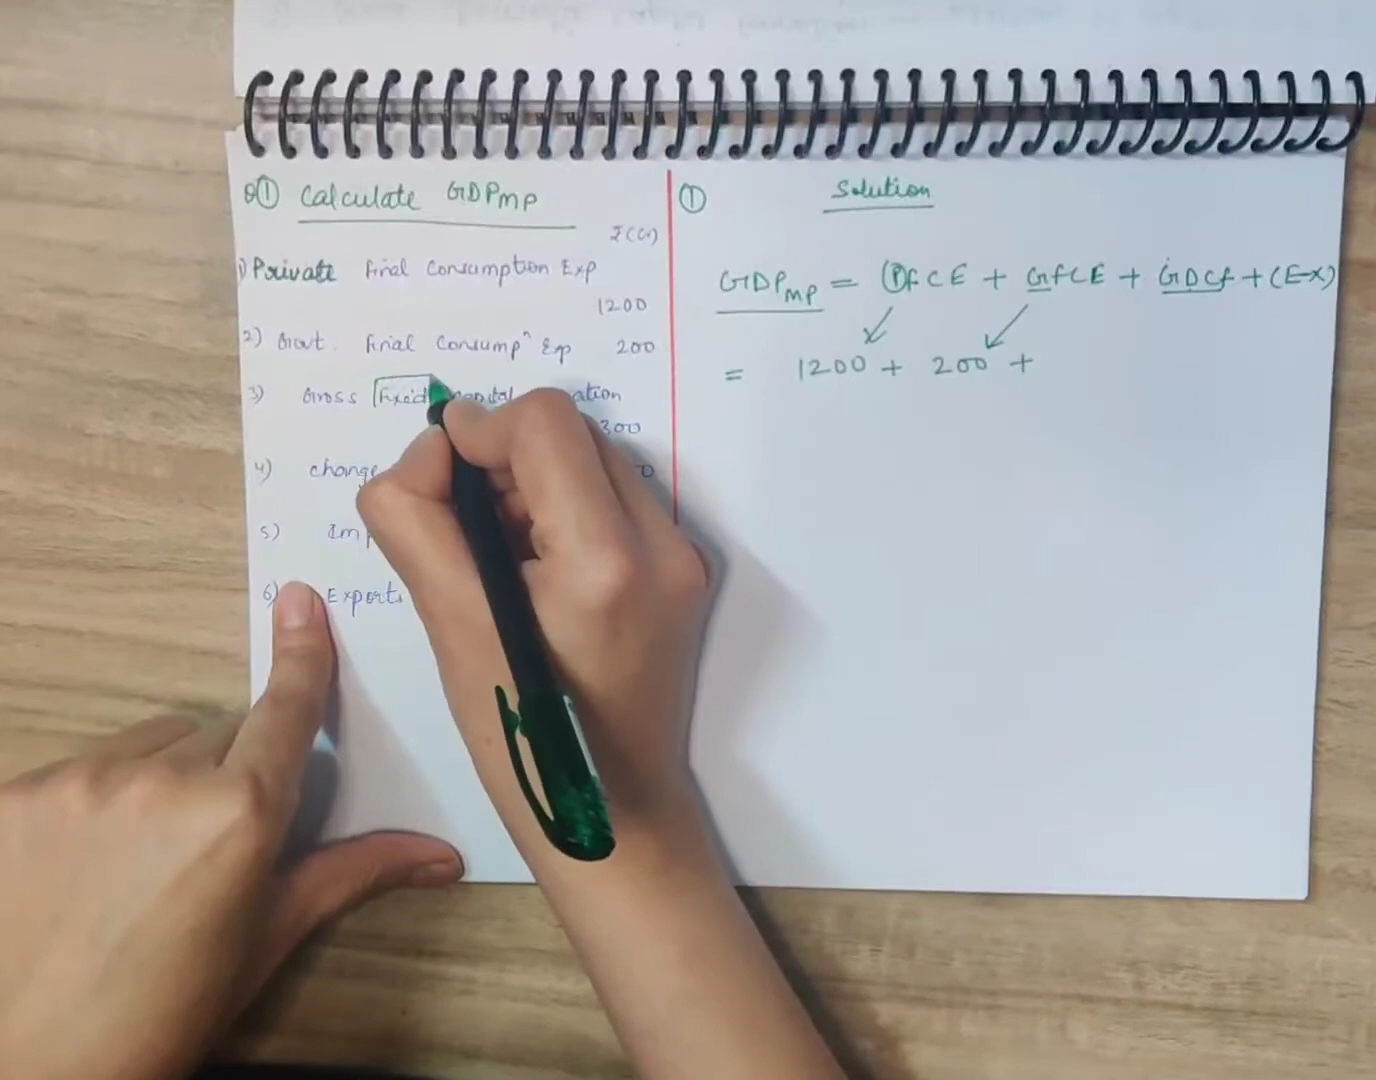 Q① Calculate GDPMP
₹(Cr)
1) Private Final Consumption Exp
1200
2) Govt. Final Consumpⁿ Exp 200
3) Gross Fixed
300
4) change
5)
6) Exports
① Solution
GDPMP = PFCE + GFCE + GDCF + (E-X)
= 1200 + 200 +